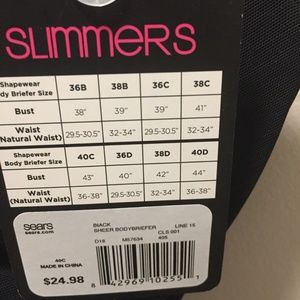 SLIMMERS
Shapewear
dy Briefer Size 36B 38B 36C 38C
Bust 38" 39" 39" 41"
Waist
(Natural Waist) 29.5-30.5" 32-34" 29.5-30.5" 32-34"
Shapewear
Body Briefer Size 40C 36D 38D 40D
Bust 43" 40" 42" 44"
Waist
(Natural Waist) 36-38" 29.5-30.5" 32-34" 36-38"
sears
sears.com
BlACK LINE 15
SHEER BODYBRIEFER CLS 001
D18 M57634 405
40C
MADE IN CHINA
$24.98
8 42969 10255 1